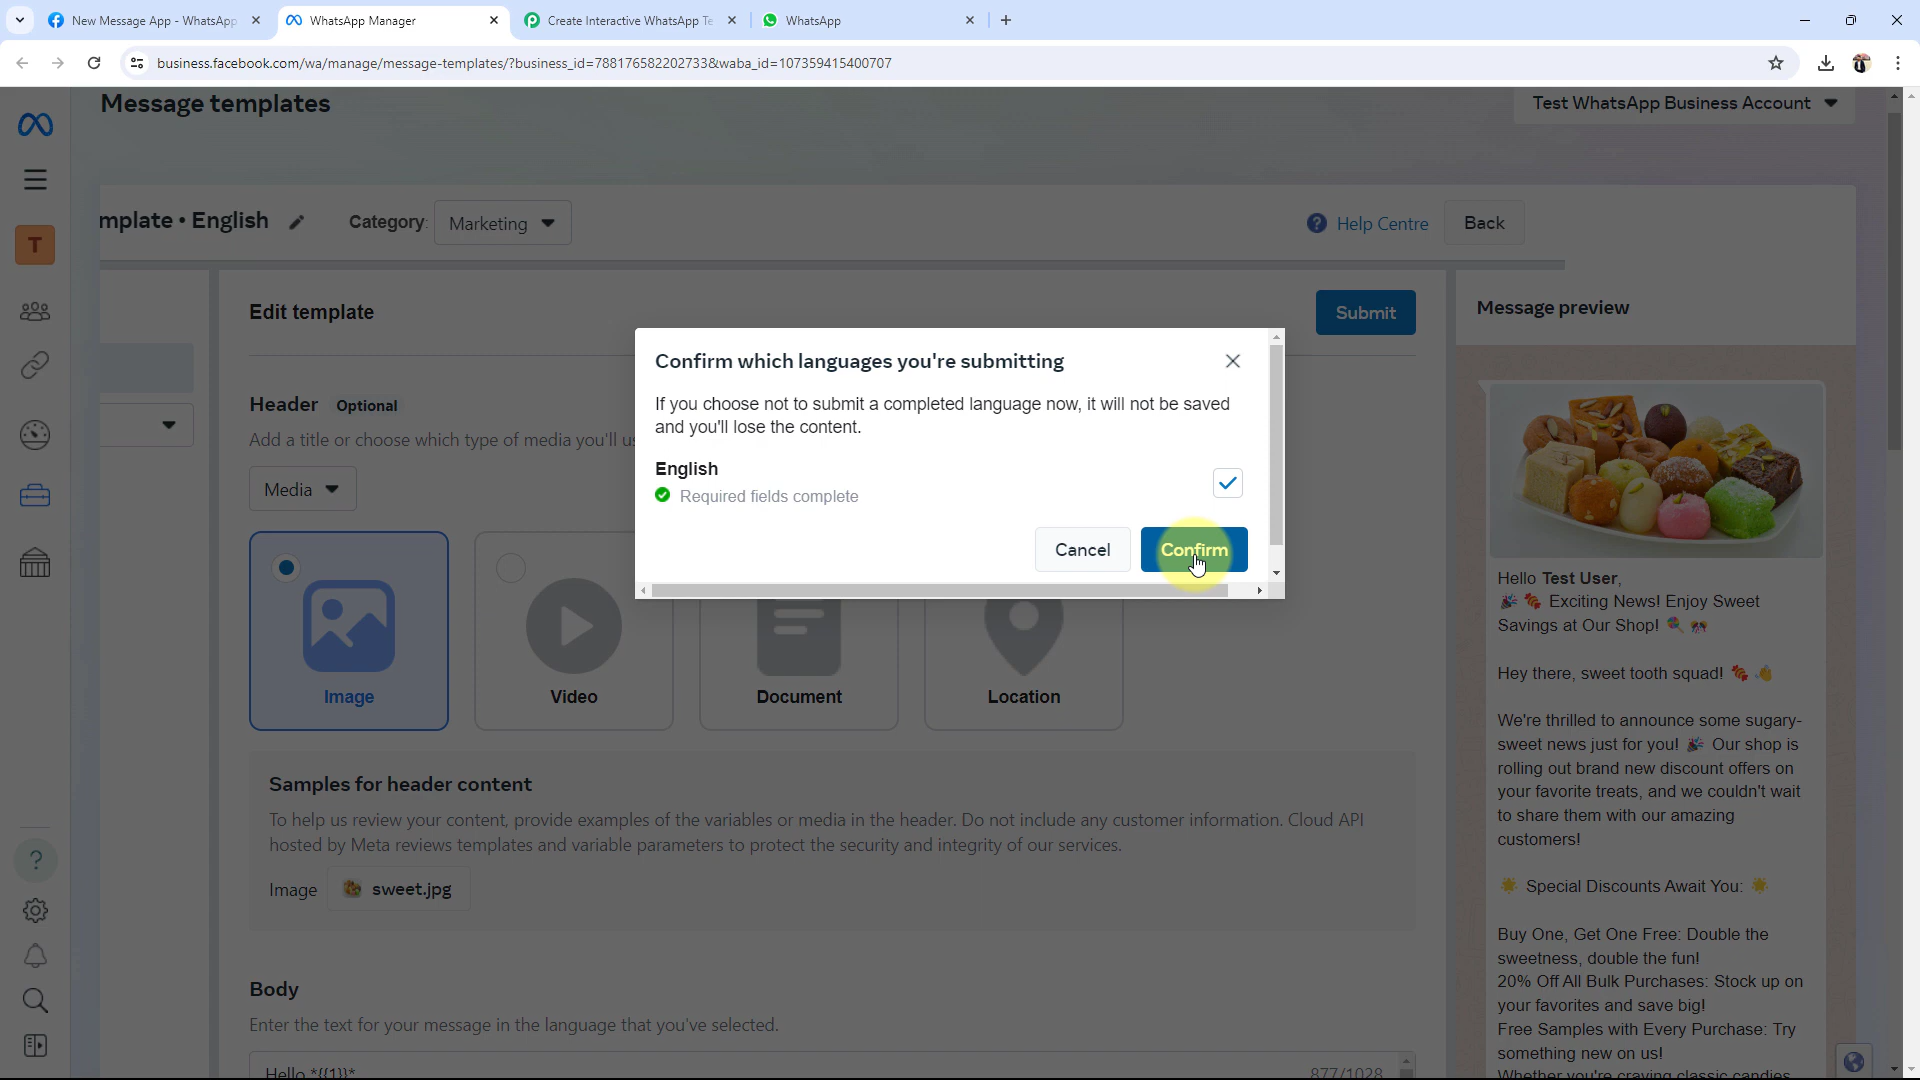 New Message App - WhatsApp
WhatsApp Manager
Create Interactive WhatsApp Te
WhatsApp
business.facebook.com/wa/manage/message-templates/?business_id=788176582202733&waba_id=107359415400707
Message templates
Test WhatsApp Business Account
mplate • English
Category:
Marketing
Help Centre
Back
T
Edit template
Submit
Message preview
Confirm which languages you're submitting
If you choose not to submit a completed language now, it will not be saved
and you'll lose the content.
English
Required fields complete
Cancel
Confirm
Header Optional
Add a title or choose which type of media you'll us
Media
Image
Video
Document
Location
Samples for header content
To help us review your content, provide examples of the variables or media in the header. Do not include any customer information. Cloud API
hosted by Meta reviews templates and variable parameters to protect the security and integrity of our services.
Image
sweet.jpg
Body
Enter the text for your message in the language that you've selected.
Hello *{{1}}*
877/1028
Hello Test User,
🎉 🍬 Exciting News! Enjoy Sweet
Savings at Our Shop! 🍭 🎊
Hey there, sweet tooth squad! 🍬 👋
We're thrilled to announce some sugary-
sweet news just for you! 🎉 Our shop is
rolling out brand new discount offers on
your favorite treats, and we couldn't wait
to share them with our amazing
customers!
🌟 Special Discounts Await You: 🌟
Buy One, Get One Free: Double the
sweetness, double the fun!
20% Off All Bulk Purchases: Stock up on
your favorites and save big!
Free Samples with Every Purchase: Try
something new on us!
Whether you're craving classic candies